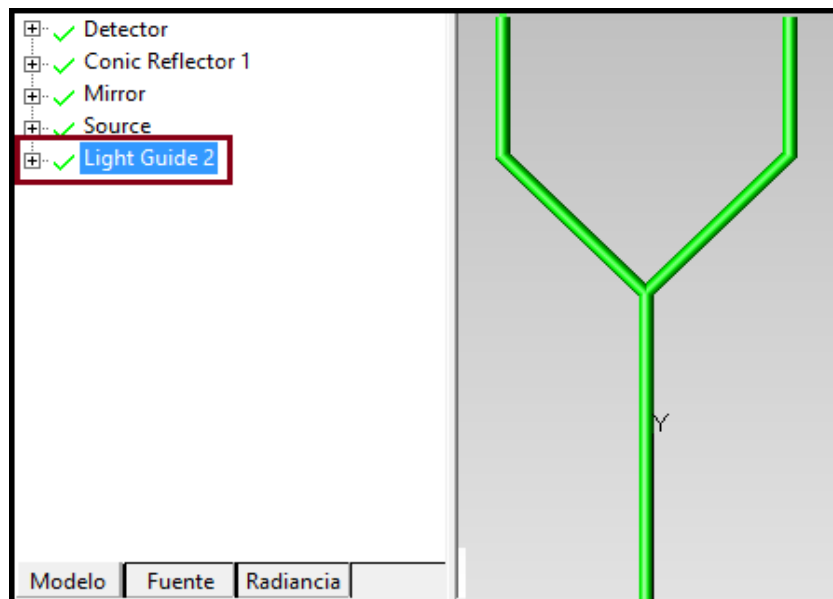 Detector
Conic Reflector 1
Mirror
Source
Light Guide 2
Y
Modelo Fuente Radiancia